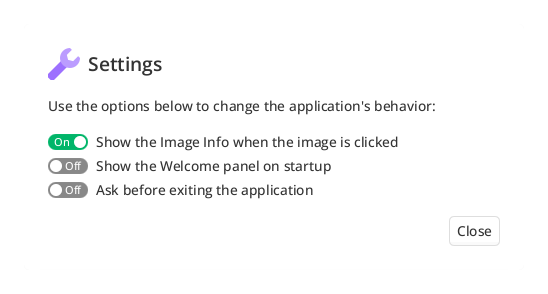 Settings
Use the options below to change the application's behavior:
On Show the Image Info when the image is clicked
Off Show the Welcome panel on startup
Off Ask before exiting the application
Close